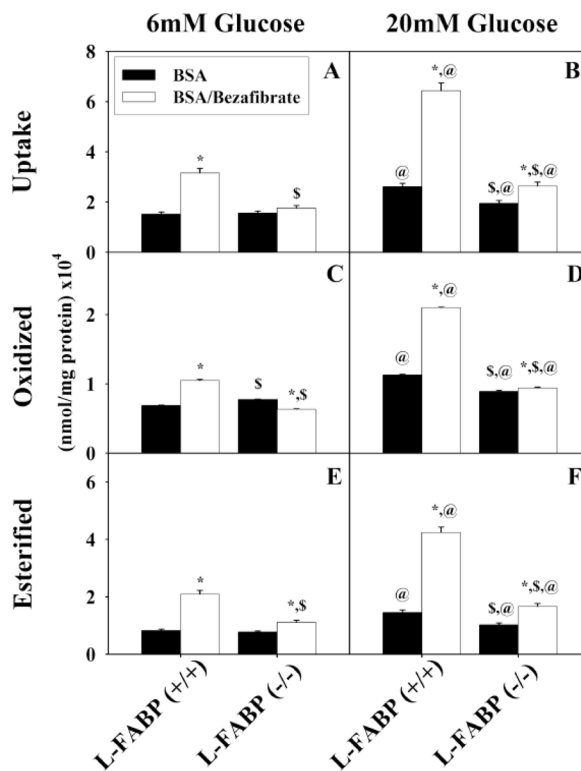 6mM Glucose 20mM Glucose
8
6
4
2
0
Uptake
BSA
BSA/Bezafibrate
A
*
$
B
@
*,@
$,@
*,$,@
2
1
0
Oxidized
(nmol/mg protein) x10⁴
C
*
$
*,$
D
@
*,@
$,@
*,$,@
6
4
2
0
Esterified
E
*
*,$
F
@
*,@
$,@
*,$,@
L-FABP (+/+)
L-FABP (-/-)
L-FABP (+/+)
L-FABP (-/-)